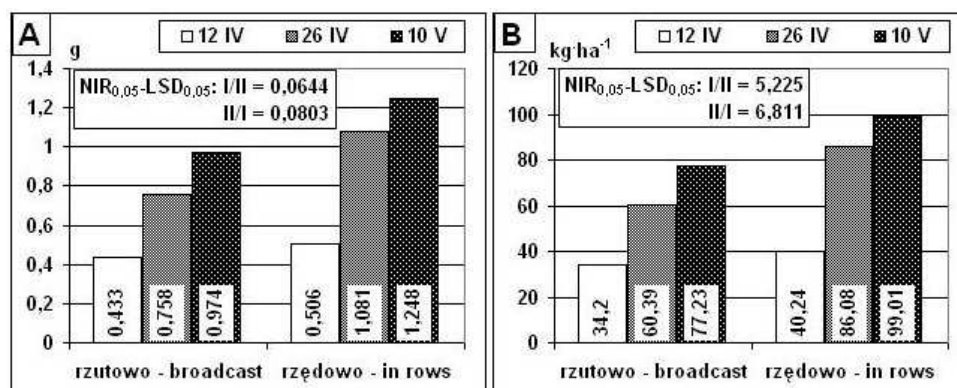 A
12 IV 26 IV 10 V
g
1,4
NIR0,05-LSD0,05: I/II = 0,0644
II/I = 0,0803
1,2
1
0,8
0,6
0,4
0,2
0
0,433
0,758
0,974
0,506
1,081
1,248
rzutowo - broadcast rzędowo - in rows
B
12 IV 26 IV 10 V
kg·ha-1
120
NIR0,05-LSD0,05: I/II = 5,225
II/I = 6,811
100
80
60
40
20
0
34,2
60,39
77,23
40,24
86,08
99,01
rzutowo - broadcast rzędowo - in rows